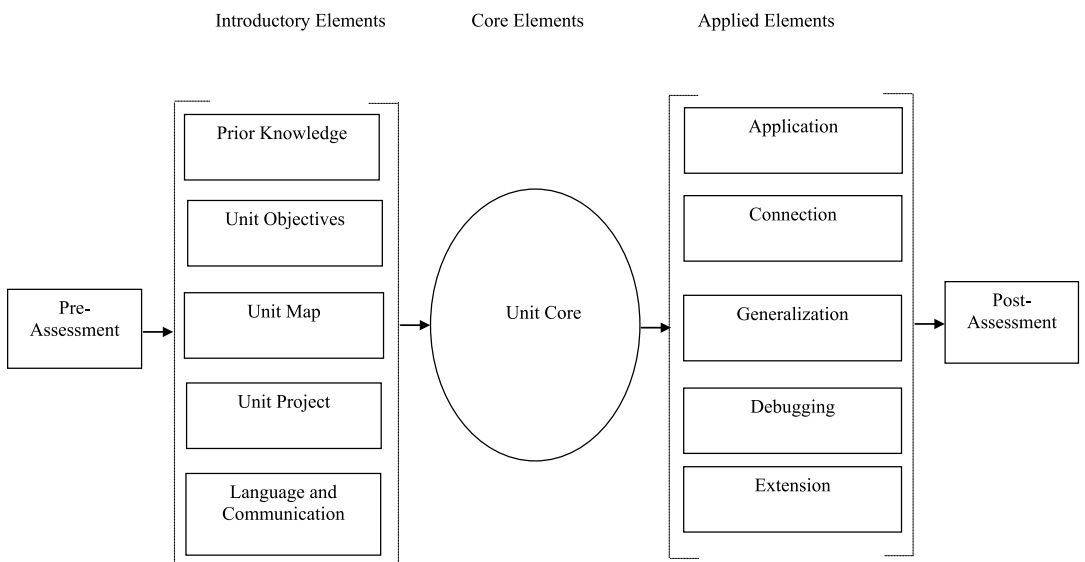 Introductory Elements
Core Elements
Applied Elements
Pre-
Assessment
Prior Knowledge
Unit Objectives
Unit Map
Unit Project
Language and
Communication
Unit Core
Application
Connection
Generalization
Debugging
Extension
Post-
Assessment